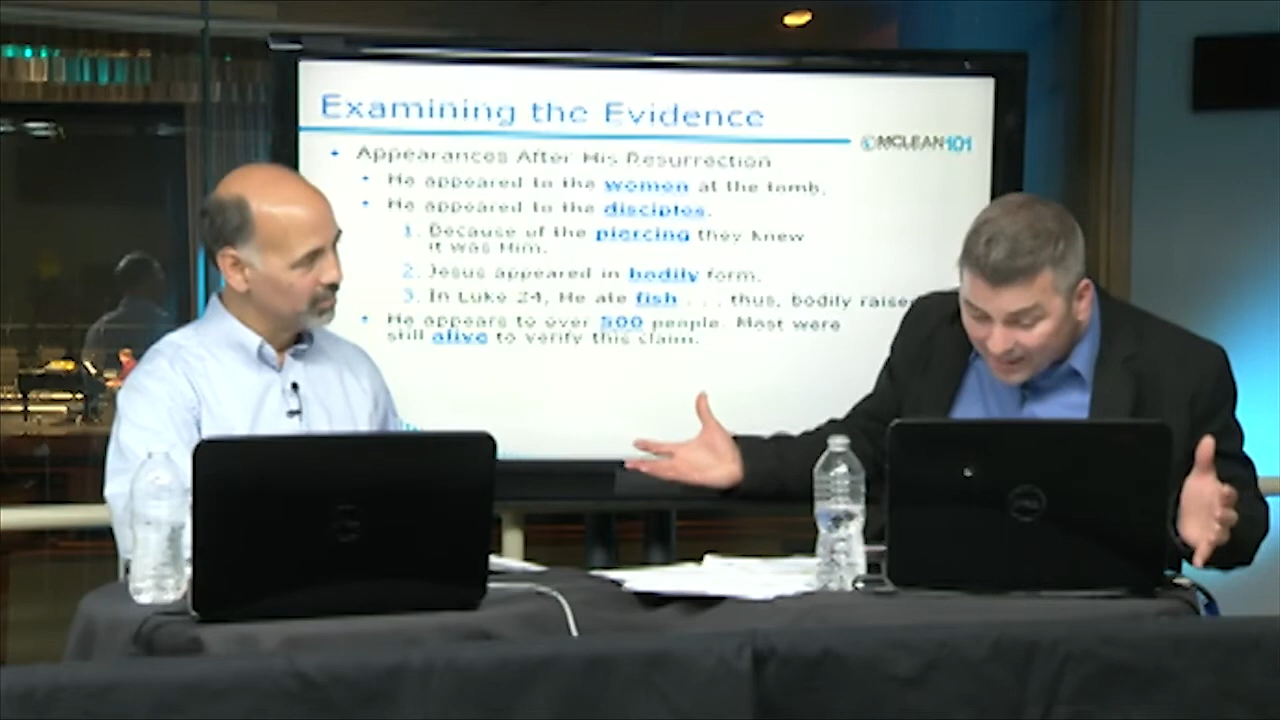 Examining the Evidence
MCLEAN101
• Appearances After His Resurrection
• He appeared to the women at the tomb.
• He appeared to the disciples.
1. Because of the piercing they knew
it was Him.
2. Jesus appeared in bodily form.
3. In Luke 24, He ate fish . . . thus, bodily raise
• He appears to over 500 people. Most were
still alive to verify this claim.
DELL